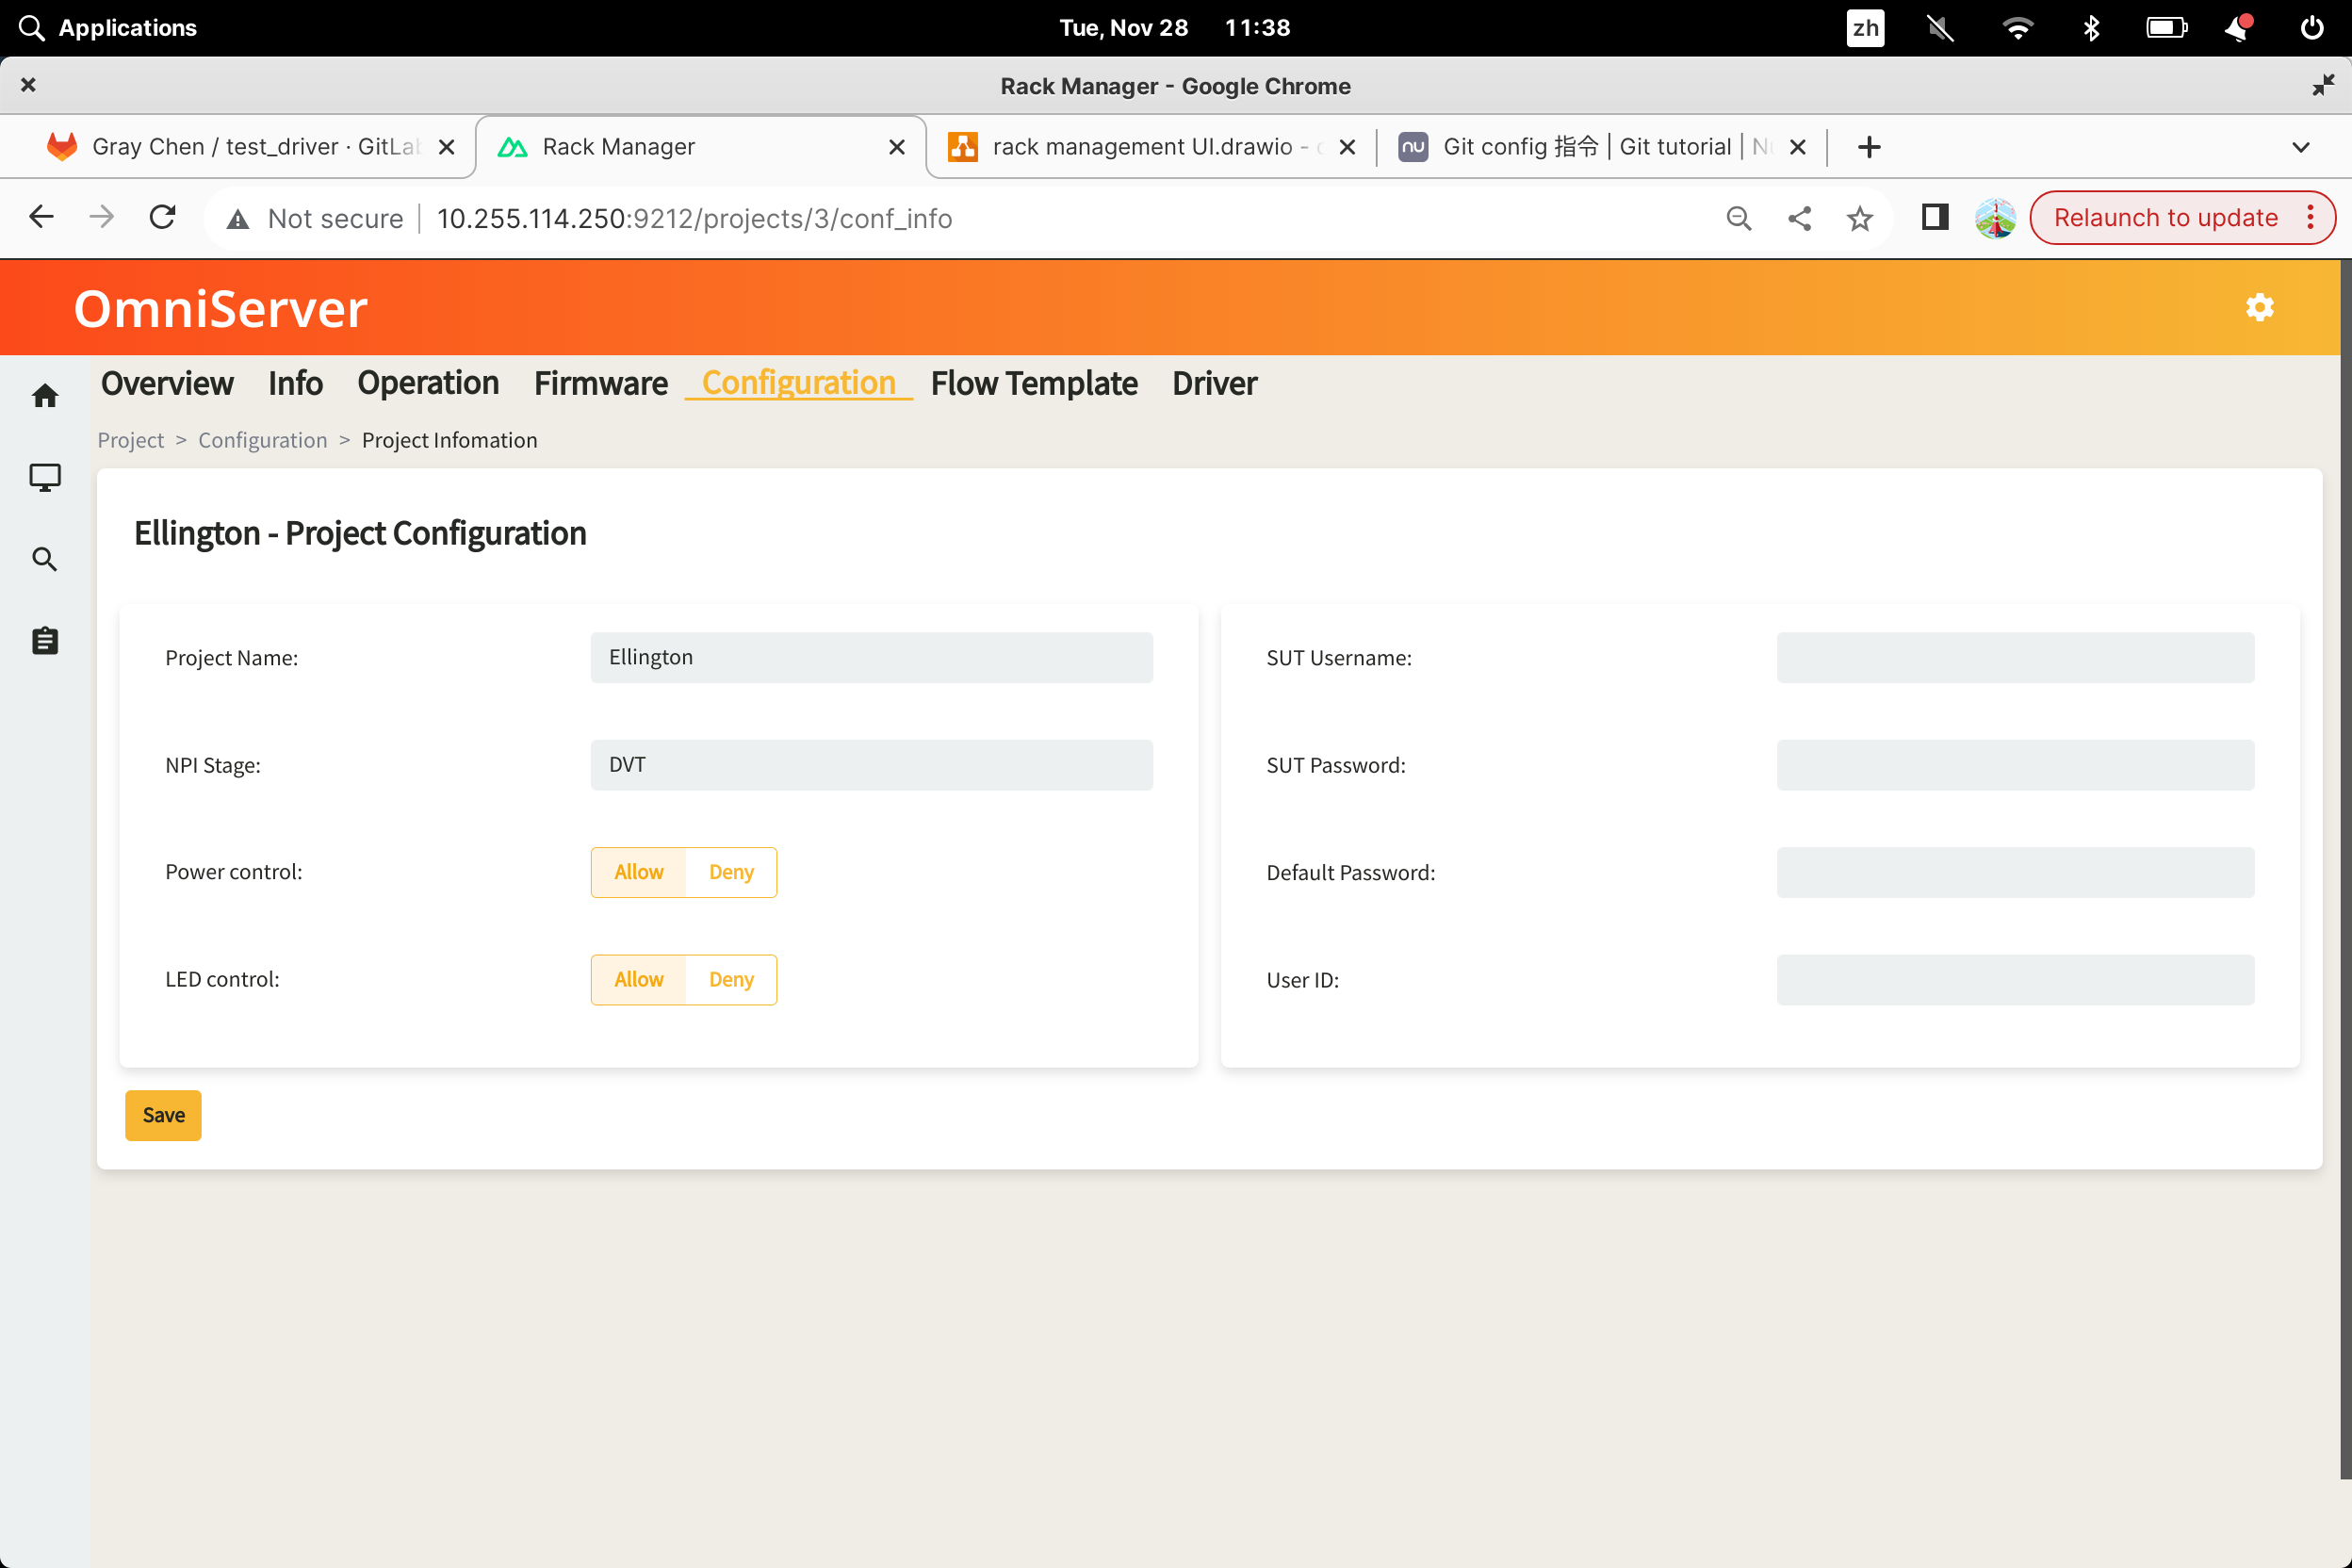 Applications
Tue, Nov 28 11:38
zh
Rack Manager - Google Chrome
Gray Chen / test_driver · GitLab
Rack Manager
rack management UI.drawio -
Git config 指令 | Git tutorial |
Not secure
10.255.114.250:9212/projects/3/conf_info
Relaunch to update
OmniServer
Overview Info Operation Firmware Configuration Flow Template Driver
Project > Configuration > Project Infomation
Ellington - Project Configuration
Project Name: Ellington
NPI Stage: DVT
Power control: Allow Deny
LED control: Allow Deny
SUT Username:
SUT Password:
Default Password:
User ID:
Save